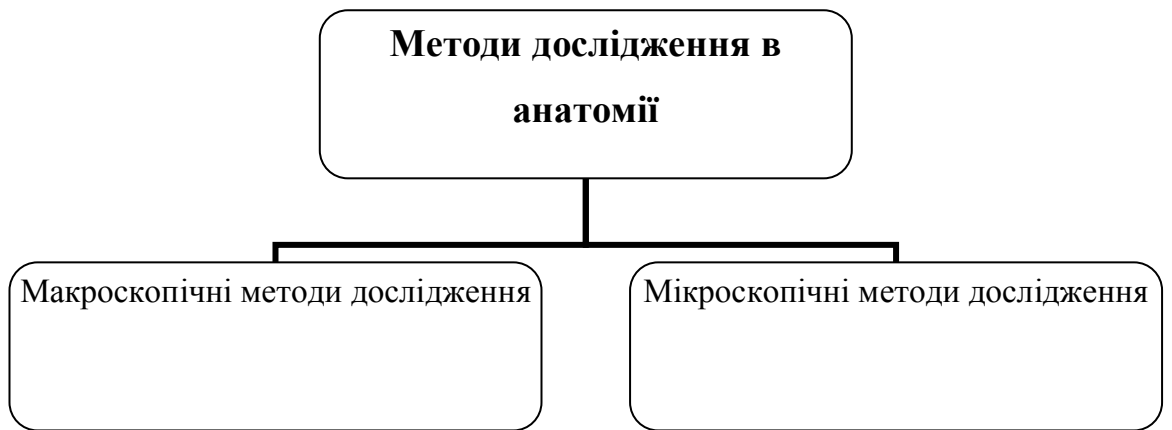 Методи дослідження в
анатомії
Макроскопічні методи дослідження
Мікроскопічні методи дослідження